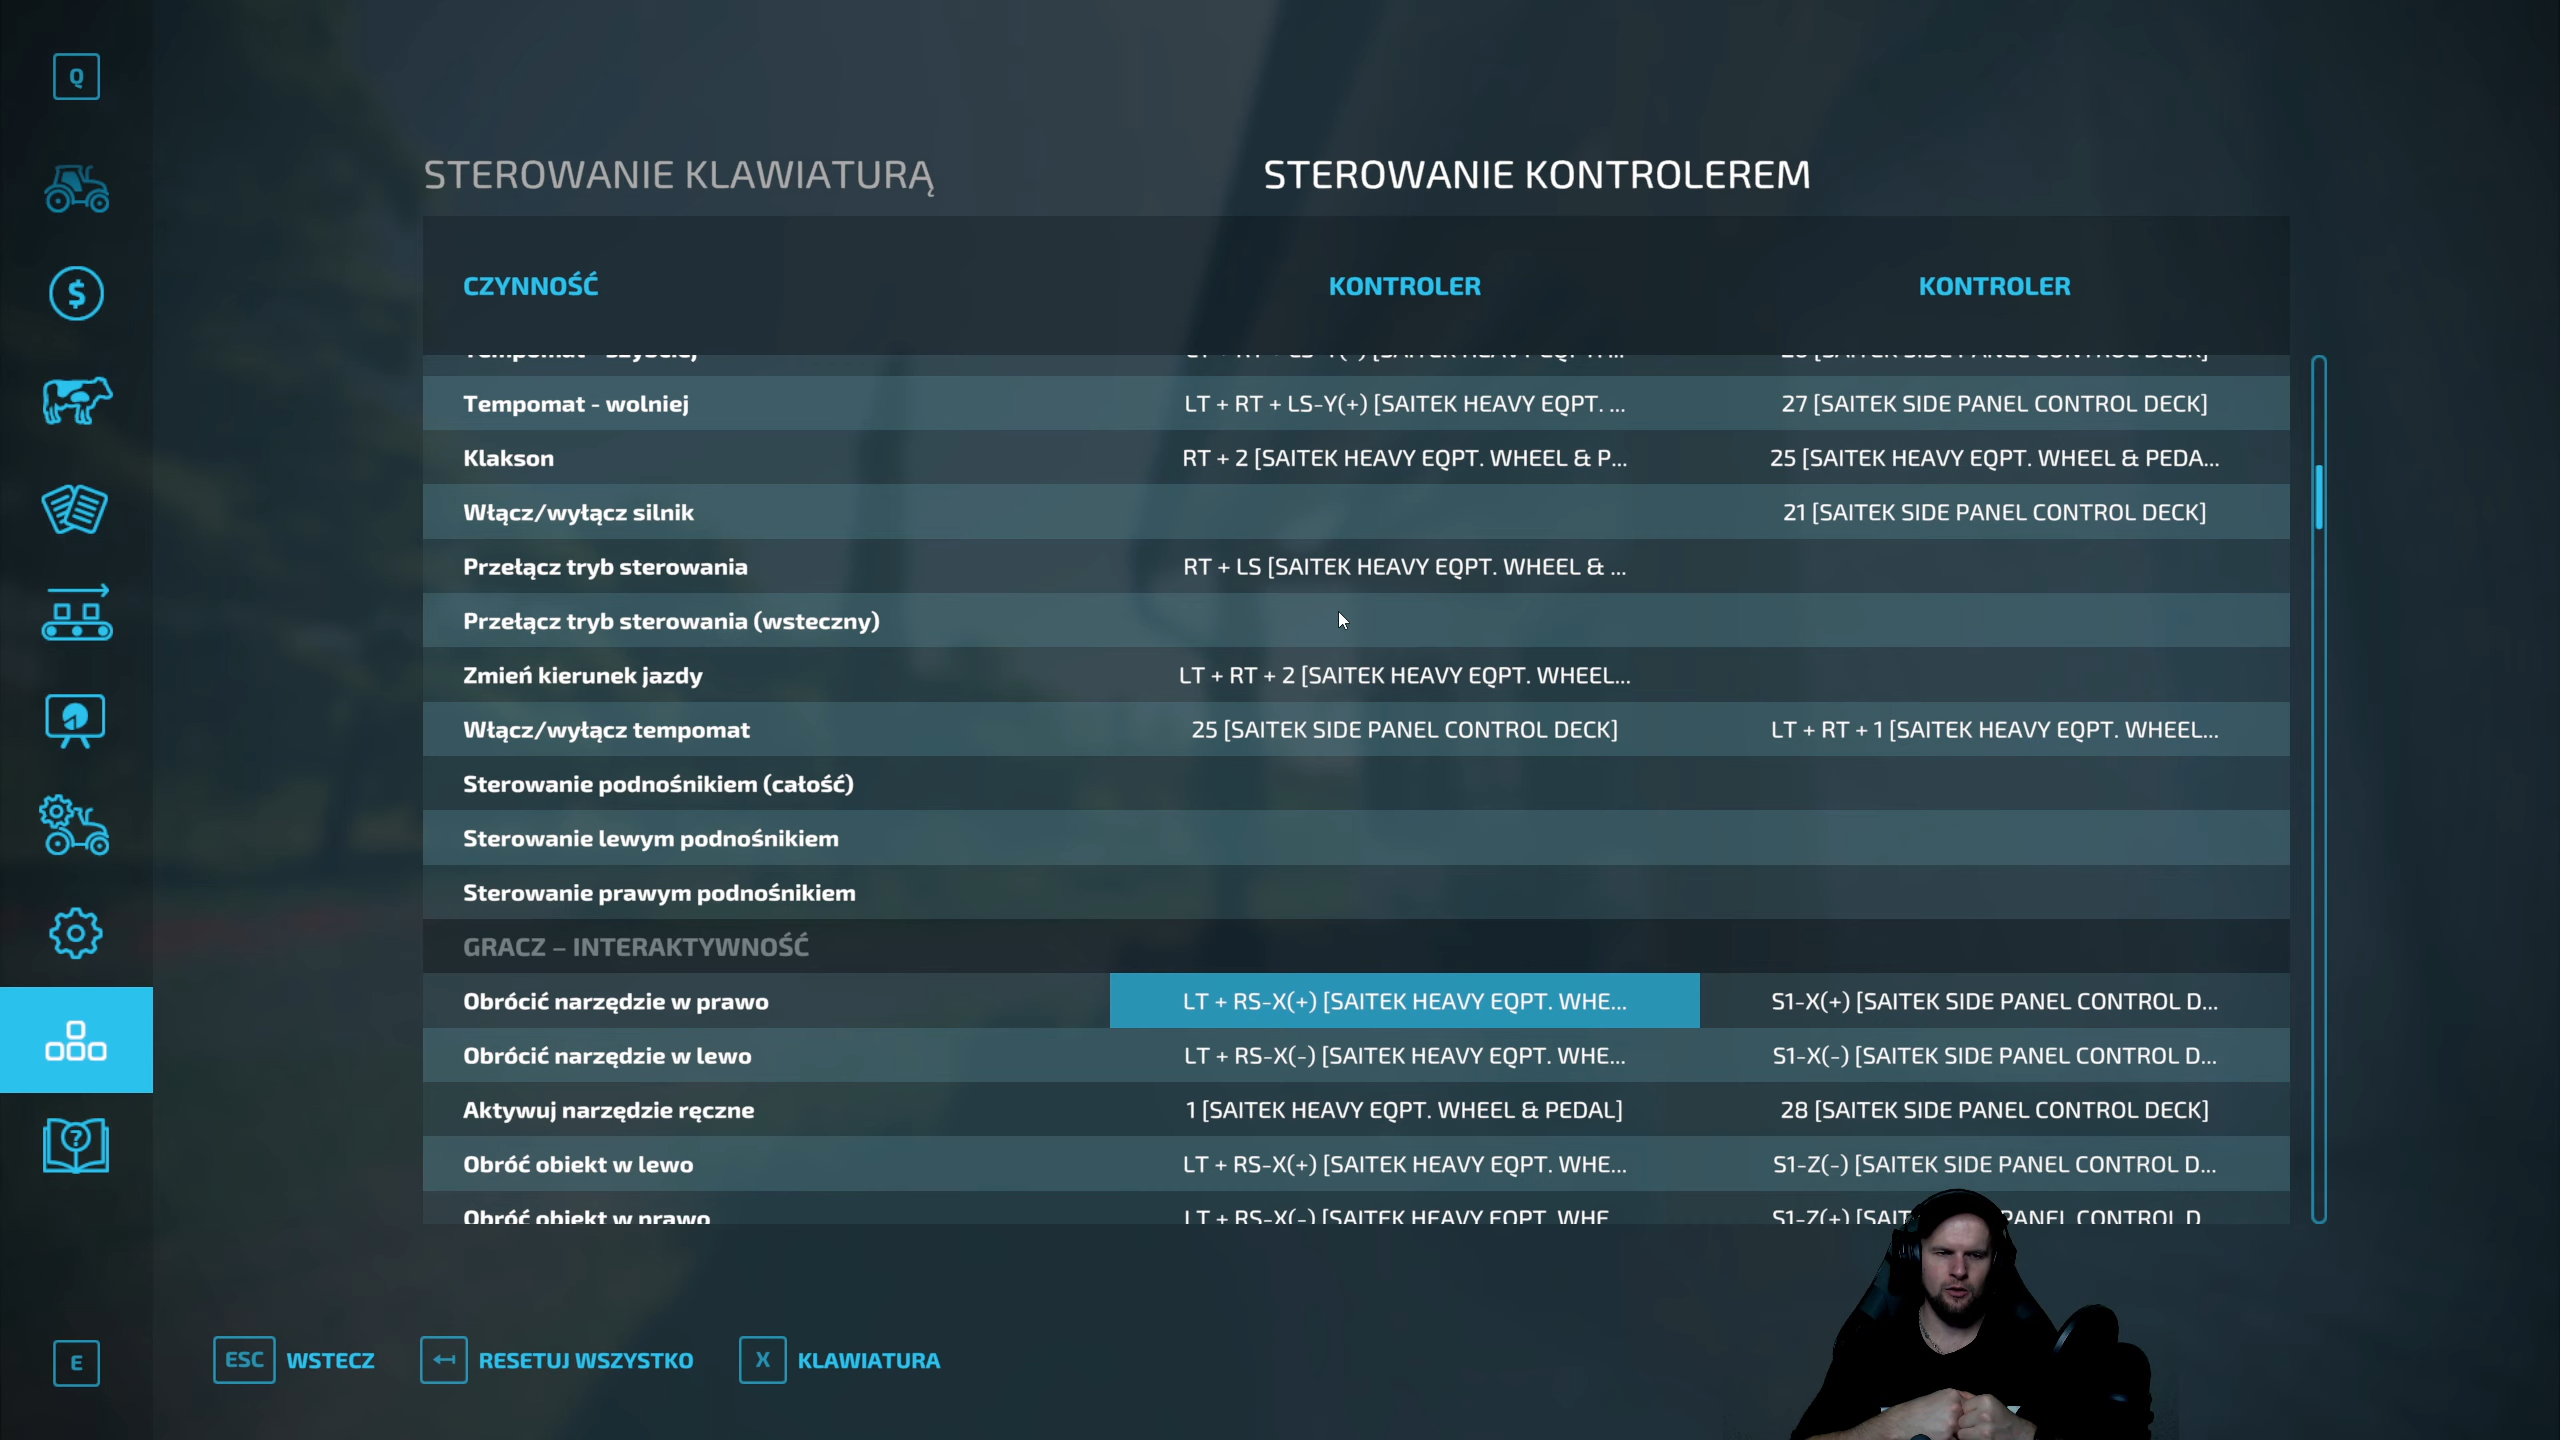 Q
STEROWANIE KLAWIATURĄ STEROWANIE KONTROLEREM
CZYNNOŚĆ KONTROLER KONTROLER
Tempomat - wolniej LT + RT + LS-Y(+) [SAITEK HEAVY EQPT. ... 27 [SAITEK SIDE PANEL CONTROL DECK]
Klakson RT + 2 [SAITEK HEAVY EQPT. WHEEL & P... 25 [SAITEK HEAVY EQPT. WHEEL & PEDA...
Włącz/wyłącz silnik 21 [SAITEK SIDE PANEL CONTROL DECK]
Przełącz tryb sterowania RT + LS [SAITEK HEAVY EQPT. WHEEL & ...
Przełącz tryb sterowania (wsteczny)
Zmień kierunek jazdy LT + RT + 2 [SAITEK HEAVY EQPT. WHEEL...
Włącz/wyłącz tempomat 25 [SAITEK SIDE PANEL CONTROL DECK] LT + RT + 1 [SAITEK HEAVY EQPT. WHEEL...
Sterowanie podnośnikiem (całość)
Sterowanie lewym podnośnikiem
Sterowanie prawym podnośnikiem
GRACZ – INTERAKTYWNOŚĆ
Obrócić narzędzie w prawo LT + RS-X(+) [SAITEK HEAVY EQPT. WHE... S1-X(+) [SAITEK SIDE PANEL CONTROL D...
Obrócić narzędzie w lewo LT + RS-X(-) [SAITEK HEAVY EQPT. WHE... S1-X(-) [SAITEK SIDE PANEL CONTROL D...
Aktywuj narzędzie ręczne 1 [SAITEK HEAVY EQPT. WHEEL & PEDAL] 28 [SAITEK SIDE PANEL CONTROL DECK]
Obróć obiekt w lewo LT + RS-X(+) [SAITEK HEAVY EQPT. WHE... S1-Z(-) [SAITEK SIDE PANEL CONTROL D...
Obróć obiekt w prawo LT + RS-X(-) [SAITEK HEAVY EQPT. WHE S1-Z(+) [SAIT PANEL CONTROL D
E ESC WSTECZ RESETUJ WSZYSTKO X KLAWIATURA